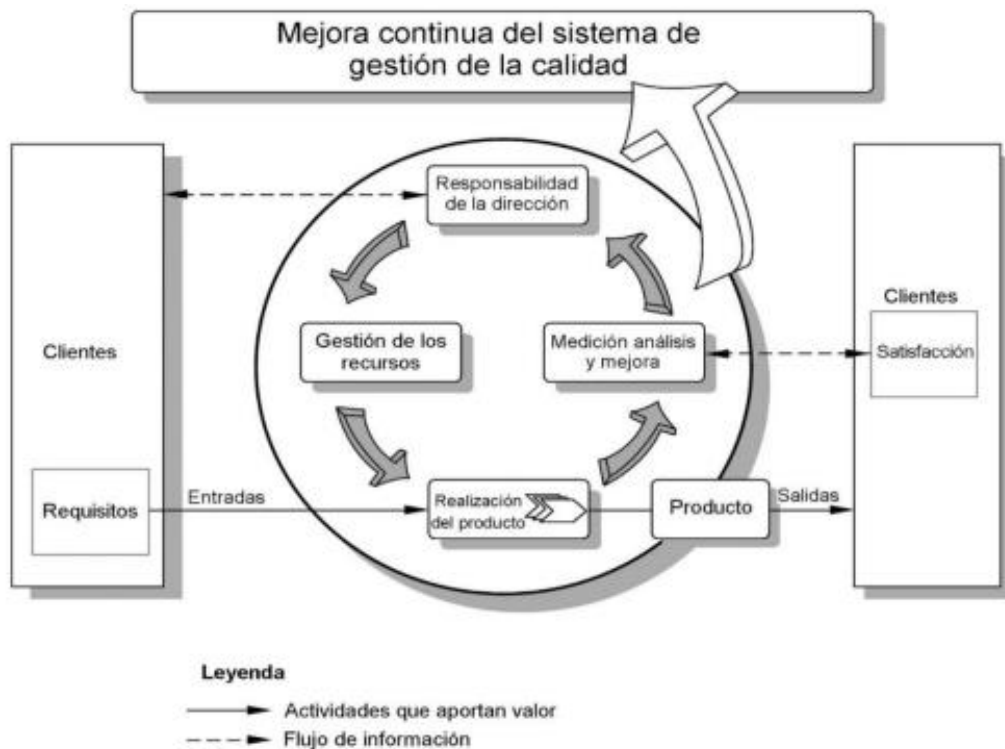 Mejora continua del sistema de
gestión de la calidad
Responsabilidad
de la dirección
Clientes
Gestión de los
recursos
Medición análisis
y mejora
Clientes
Satisfacción
Requisitos
Entradas
Realización
del producto
Producto
Salidas
Leyenda
Actividades que aportan valor
Flujo de información